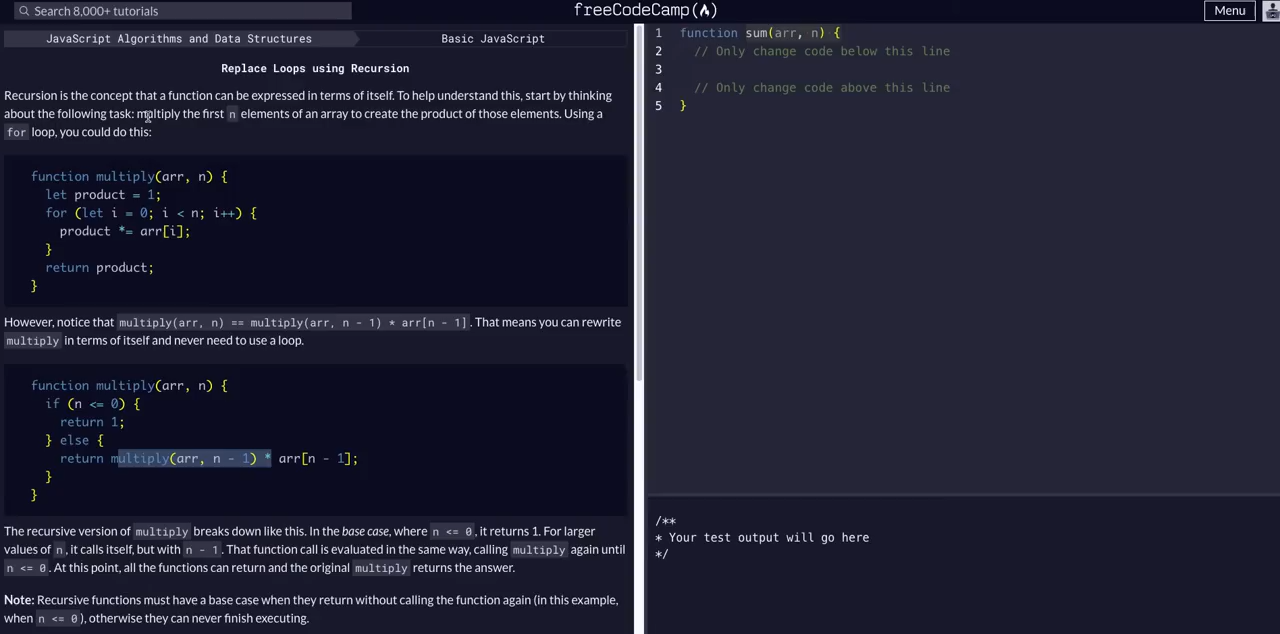 Search 8,000+ tutorials
freeCodeCamp
Menu
JavaScript Algorithms and Data Structures
Basic JavaScript
Replace Loops using Recursion
Recursion is the concept that a function can be expressed in terms of itself. To help understand this, start by thinking
about the following task: multiply the first n elements of an array to create the product of those elements. Using a
for loop, you could do this:
function multiply(arr, n) {
let product = 1;
for (let i = 0; i < n; i++) {
product *= arr[i];
}
return product;
}
However, notice that multiply(arr, n) == multiply(arr, n - 1) * arr[n - 1]. That means you can rewrite
multiply in terms of itself and never need to use a loop.
function multiply(arr, n) {
if (n <= 0) {
return 1;
} else {
return multiply(arr, n - 1) * arr[n - 1];
}
}
The recursive version of multiply breaks down like this. In the base case, where n <= 0, it returns 1. For larger
values of n, it calls itself, but with n - 1. That function call is evaluated in the same way, calling multiply again until
n <= 0. At this point, all the functions can return and the original multiply returns the answer.
Note: Recursive functions must have a base case when they return without calling the function again (in this example,
when n <= 0), otherwise they can never finish executing.
1 function sum(arr, n) {
2 // Only change code below this line
3
4 // Only change code above this line
5 }
/**
* Your test output will go here
*/